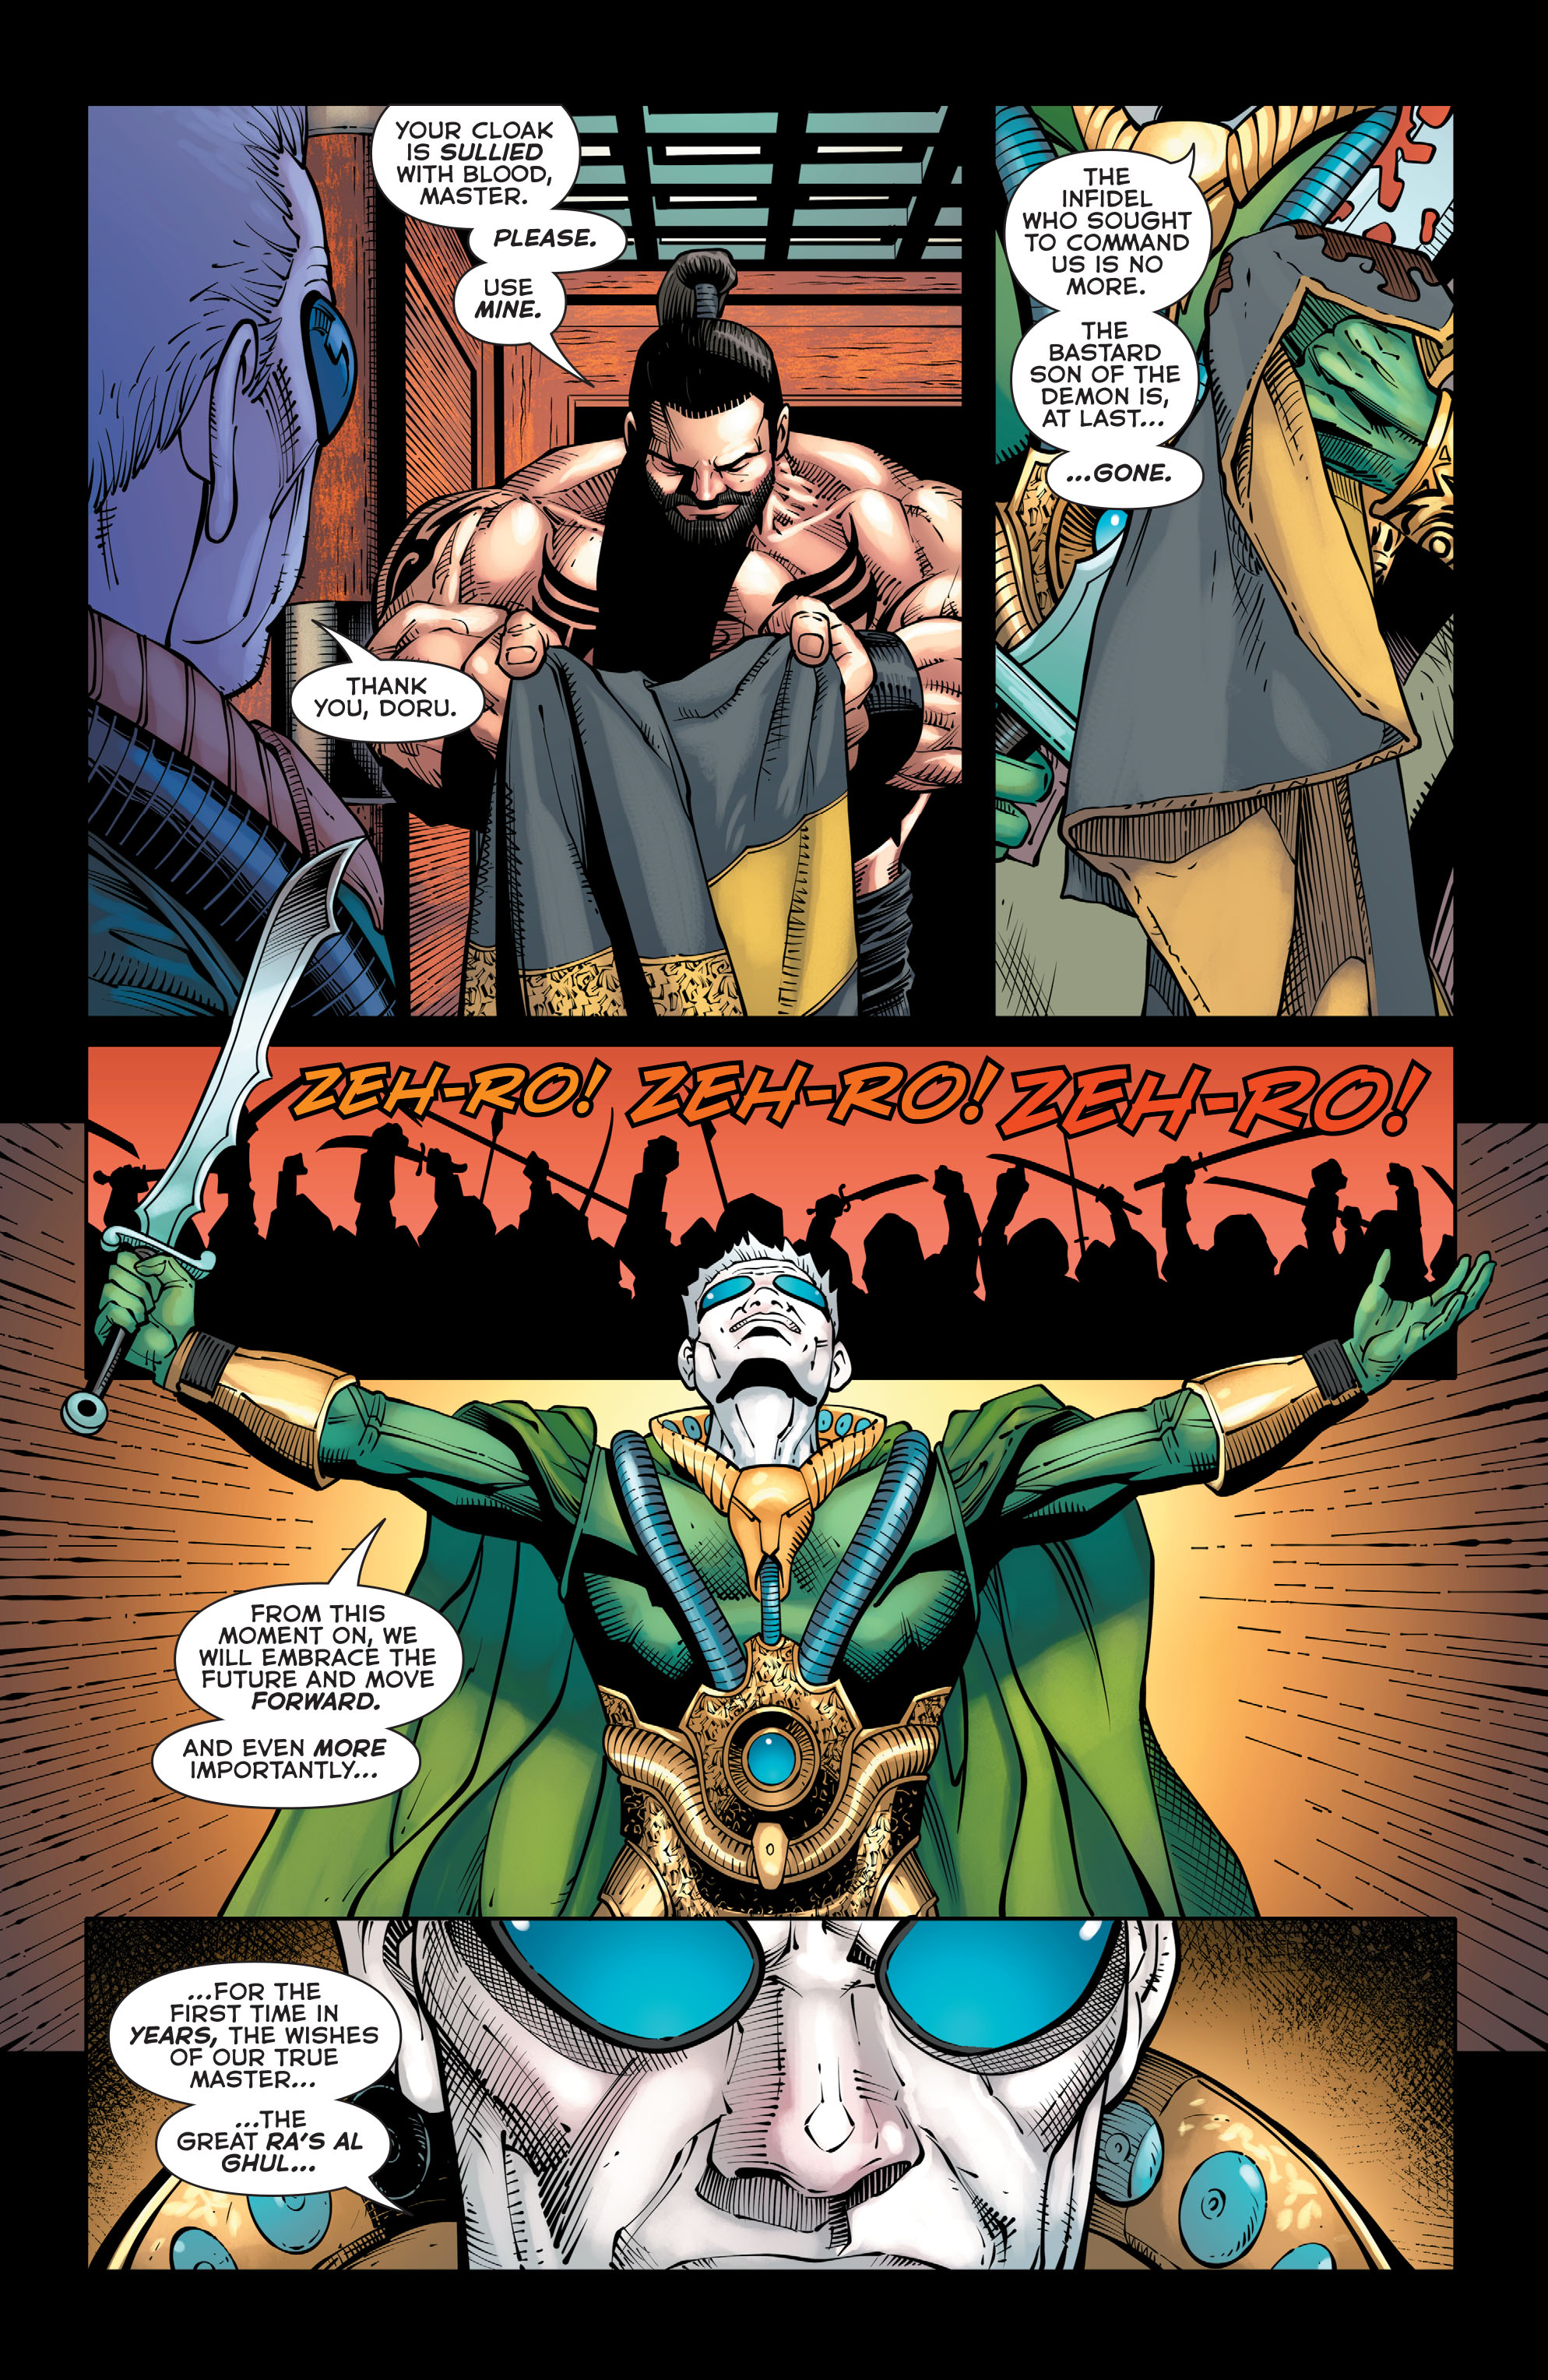 YOUR CLOAK
IS SULLIED
WITH BLOOD,
MASTER.
PLEASE.
USE
MINE.
THANK
YOU, DORU.
THE
INFIDEL
WHO SOUGHT
TO COMMAND
US IS NO
MORE.
THE
BASTARD
SON OF THE
DEMON IS,
AT LAST...
...GONE.
ZEH-RO! ZEH-RO! ZEH-RO!
FROM THIS
MOMENT ON, WE
WILL EMBRACE THE
FUTURE AND MOVE
FORWARD.
AND EVEN MORE
IMPORTANTLY...
...FOR THE
FIRST TIME IN
YEARS, THE WISHES
OF OUR TRUE
MASTER...
...THE
GREAT RA'S AL
GHUL...